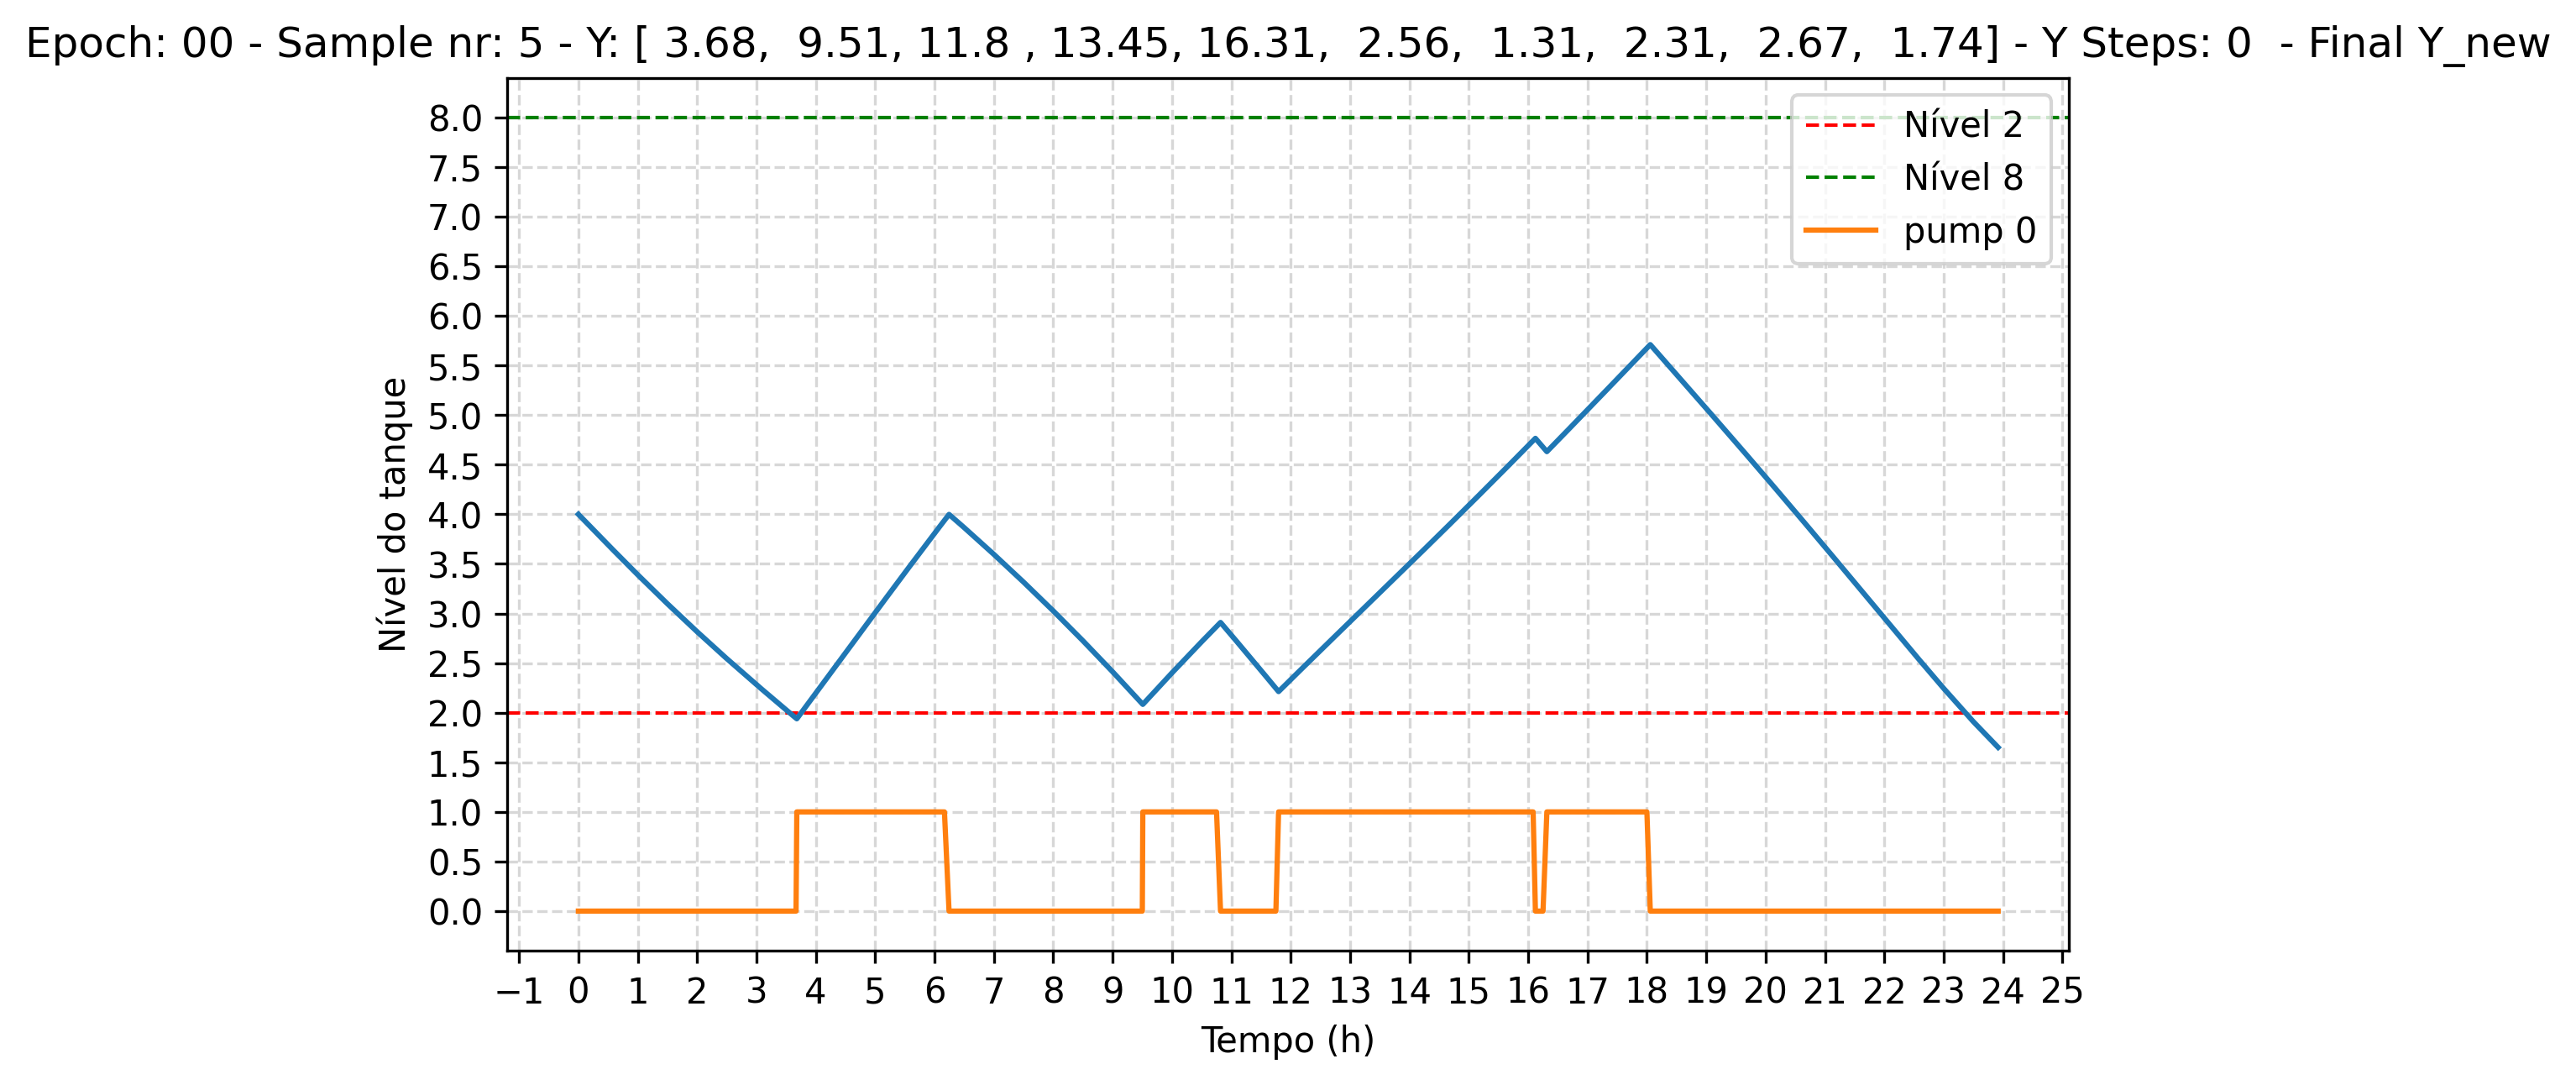 Epoch: 00 - Sample nr: 5 - Y: [ 3.68,  9.51, 11.8 , 13.45, 16.31,  2.56,  1.31,  2.31,  2.67,  1.74] - Y Steps: 0  - Final Y_new
8.0
7.5
7.0
6.5
6.0
5.5
5.0
4.5
4.0
3.5
3.0
2.5
2.0
1.5
1.0
0.5
0.0
Nível do tanque
Nível 2
Nível 8
pump 0
−1 0 1 2 3 4 5 6 7 8 9 10 11 12 13 14 15 16 17 18 19 20 21 22 23 24 25
Tempo (h)